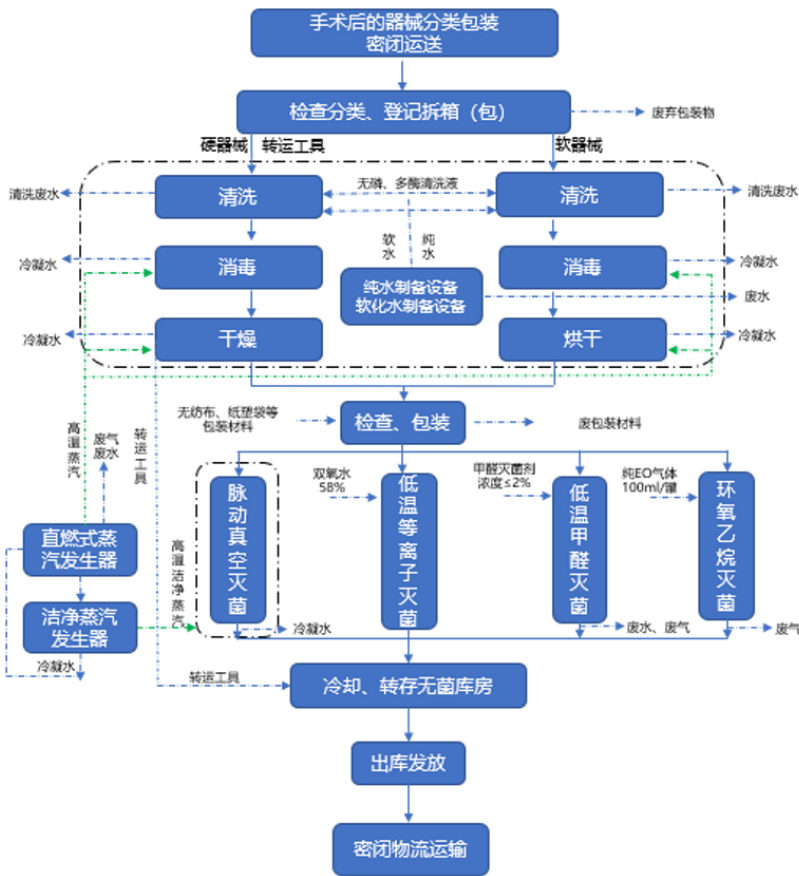 手术后的器械分类包装
密闭运送
检查分类、登记拆箱（包）
废弃包装物
硬器械
转运工具
软器械
清洗废水
清洗
无磷、多酶清洗液
清洗
清洗废水
软水
纯水
冷凝水
消毒
纯水制备设备
软化水制备设备
消毒
冷凝水
废水
冷凝水
干燥
烘干
冷凝水
高温蒸汽
废气
废水
转运工具
无纺布、纸塑袋等
包装材料
检查、包装
废包装材料
脉动真空灭菌
双氧水
58%
低温等离子灭菌
甲醛灭菌剂
浓度≤2%
低温甲醛灭菌
纯EO气体
100ml/罐
环氧乙烷灭菌
直燃式蒸
汽发生器
高温洁净蒸汽
洁净蒸汽
发生器
冷凝水
冷凝水
废水、废气
废气
转运工具
冷却、转存无菌库房
出库发放
密闭物流运输